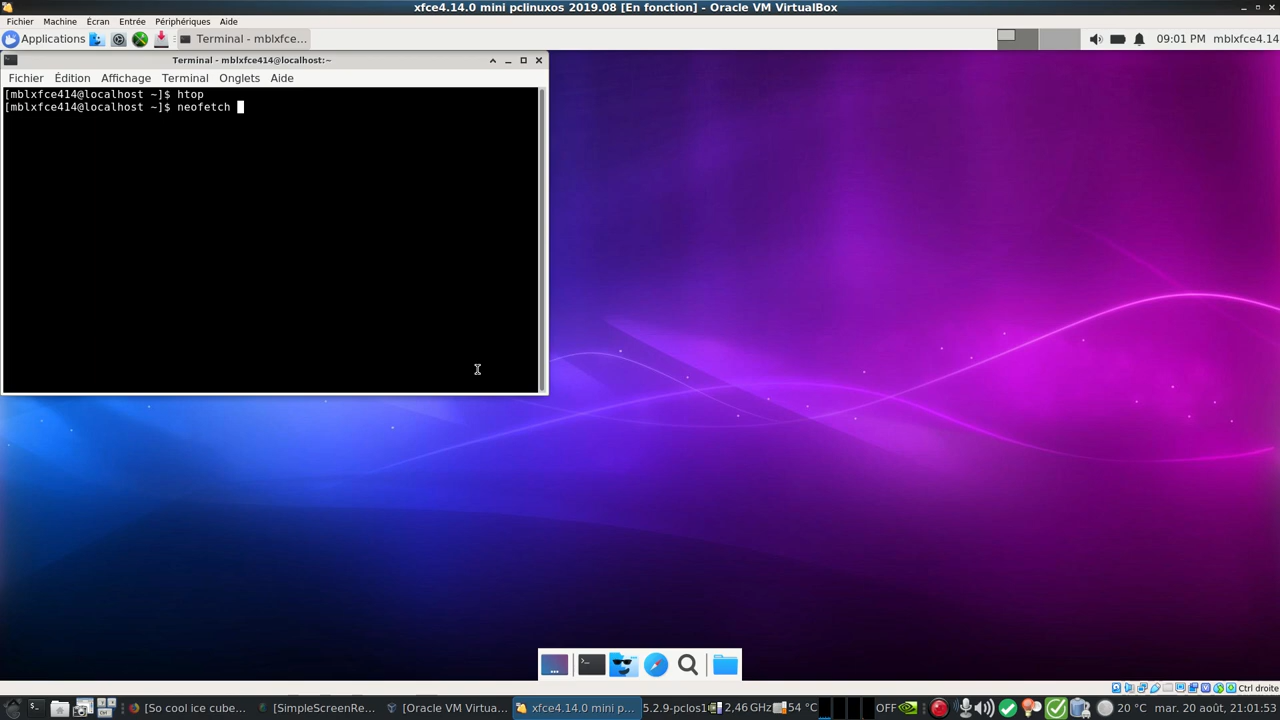 xfce4.14.0 mini pclinuxos 2019.08 [En fonction] - Oracle VM VirtualBox
Fichier Machine Écran Entrée Périphériques Aide
Applications Terminal - mblxfce... 09:01 PM mblxfce4.14
Terminal - mblxfce414@localhost:~
Fichier Édition Affichage Terminal Onglets Aide
[mblxfce414@localhost ~]$ htop
[mblxfce414@localhost ~]$ neofetch
Ctrl droite
[So cool ice cube... [SimpleScreenRe... [Oracle VM Virtua... xfce4.14.0 mini p... 5.2.9-pclos1 2,46 GHz 54 °C OFF 20 °C mar. 20 août, 21:01:53